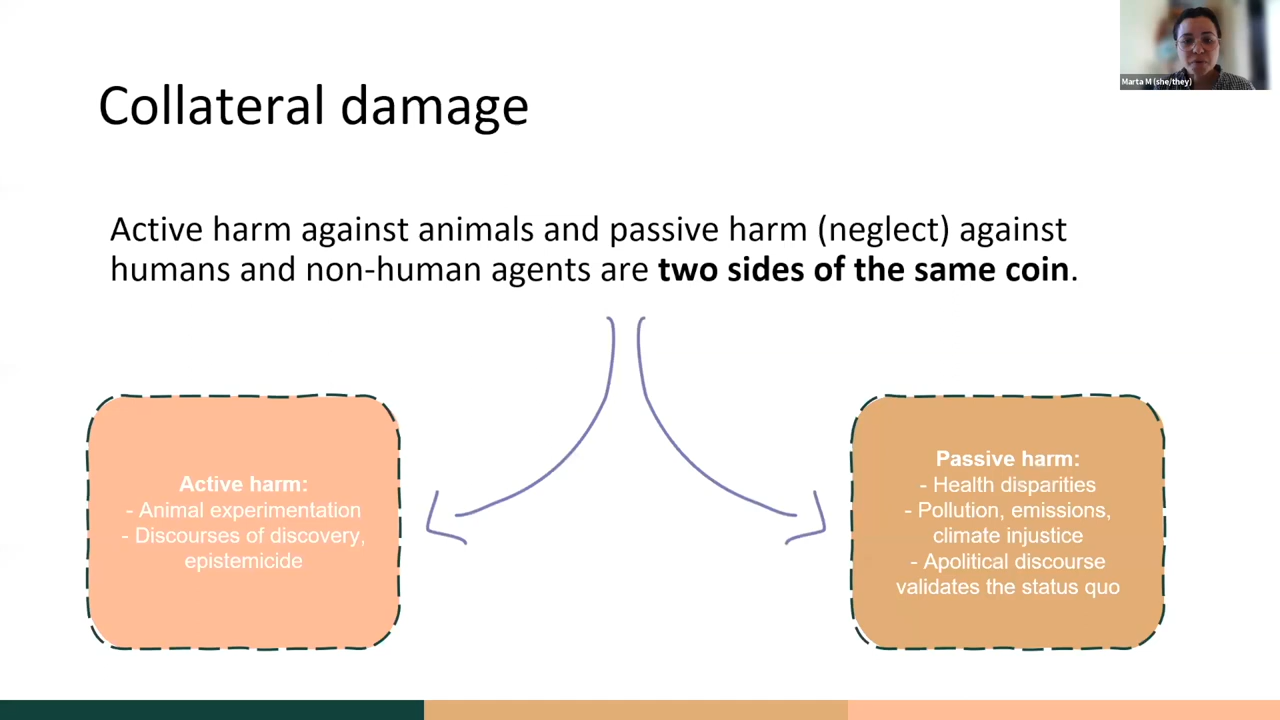 Marta M (she/they)
Collateral damage
Active harm against animals and passive harm (neglect) against
humans and non-human agents are two sides of the same coin.
Active harm:
- Animal experimentation
- Discourses of discovery,
epistemicide
Passive harm:
- Health disparities
- Pollution, emissions,
climate injustice
- Apolitical discourse
validates the status quo